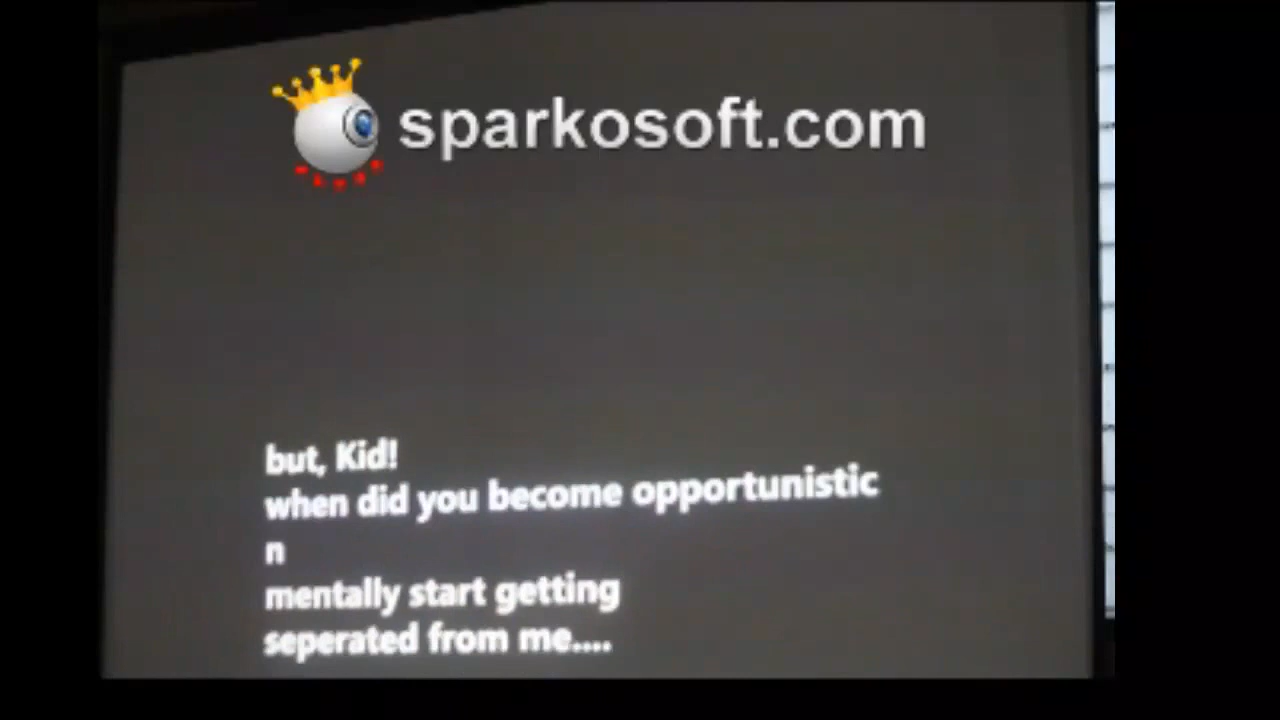 sparkosoft.com
but, Kid!
when did you become opportunistic
n
mentally start getting
seperated from me....